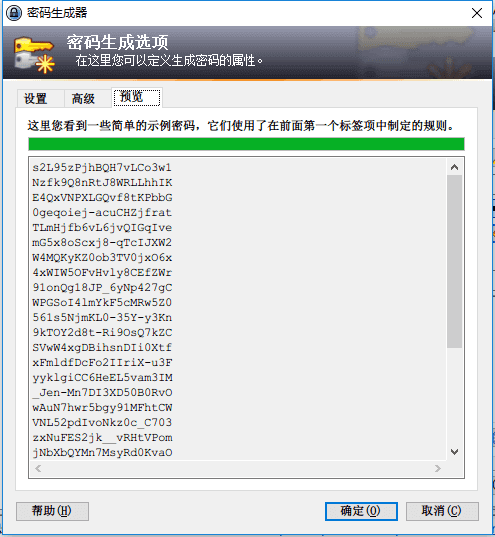 密码生成器
密码生成选项
在这里您可以定义生成密码的属性。
设置 高级 预览
这里您看到一些简单的示例密码，它们使用了在前面第一个标签项中制定的规则。
s2L95zPjhBQH7vLCo3w1
Nzfk9Q8nRtJ8WRLLhhIK
E4QxVNPXLGQvf8tKPbbG
0geqoiej-acuCHZjfrat
TLmHjfb6vL6jvQIGqIve
mG5x8oScxj8-qTcIJXW2
W4MQKyKZ0ob3TV0jxO6x
4xWIW5OFvHvly8CEfZWr
91onQg18JP_6yNp427gC
WPGSoI4lmYkF5cMRw5Z0
561s5NjmKL0-35Y-y3Kn
9kTOY2d8t-Ri9OsQ7kZC
SVwW4xgDBihsnDIi0Xtf
xFmldfDcFo2IIriX-u3F
yyklgiCC6HeEL5vam3IM
_Jen-Mn7DI3XD50B0RvO
wAuN7hwr5bgy91MFhtCW
VNL52pdIvoNkz0c_C703
zxNuFES2jk__vRHtVPom
jNbXbQYMn7MsyRd0KvaO
帮助(H) 确定(O) 取消(C)